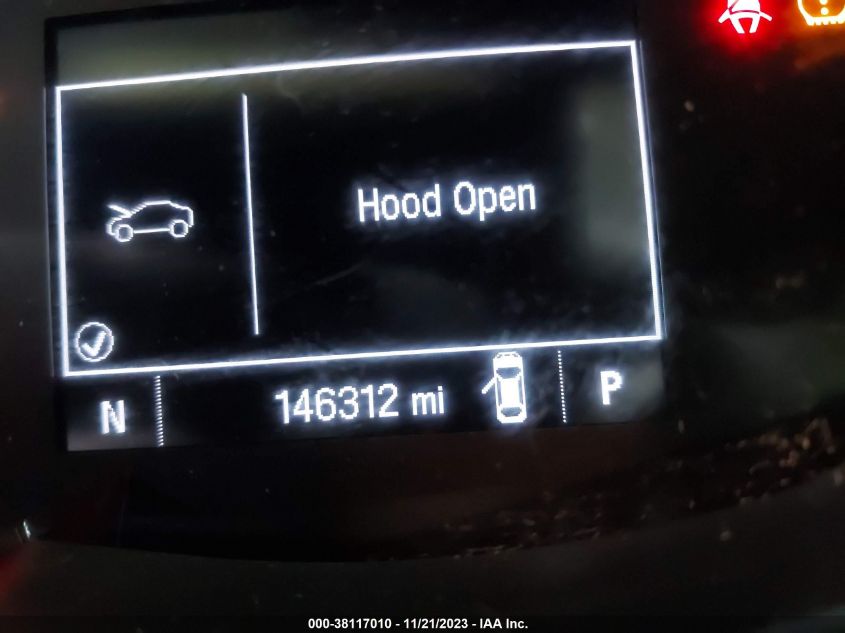 Hood Open
N 146312 mi P
000-38117010 - 11/21/2023 - IAA Inc.